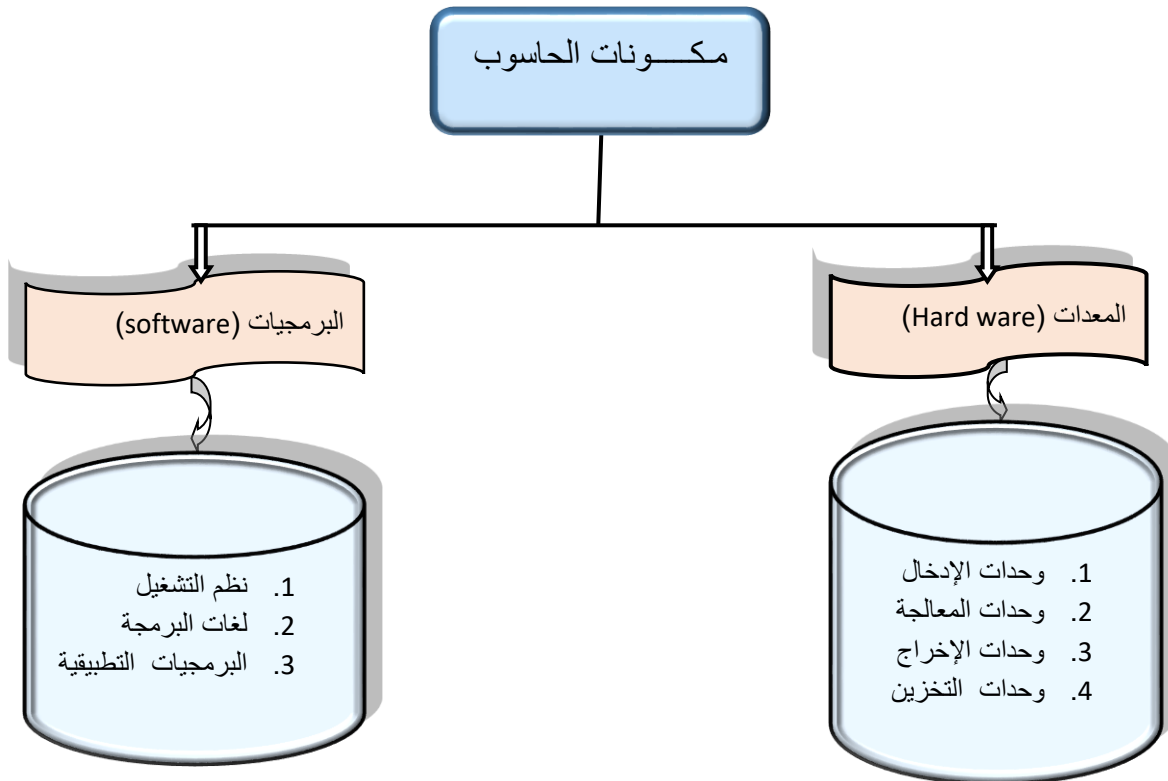 مـكـــــونات الحاسوب
المعدات (Hard ware)
1. وحدات الإدخال
2. وحدات المعالجة
3. وحدات الإخراج
4. وحدات التخزين
البرمجيات (software)
1. نظم التشغيل
2. لغات البرمجة
3. البرمجيات التطبيقية